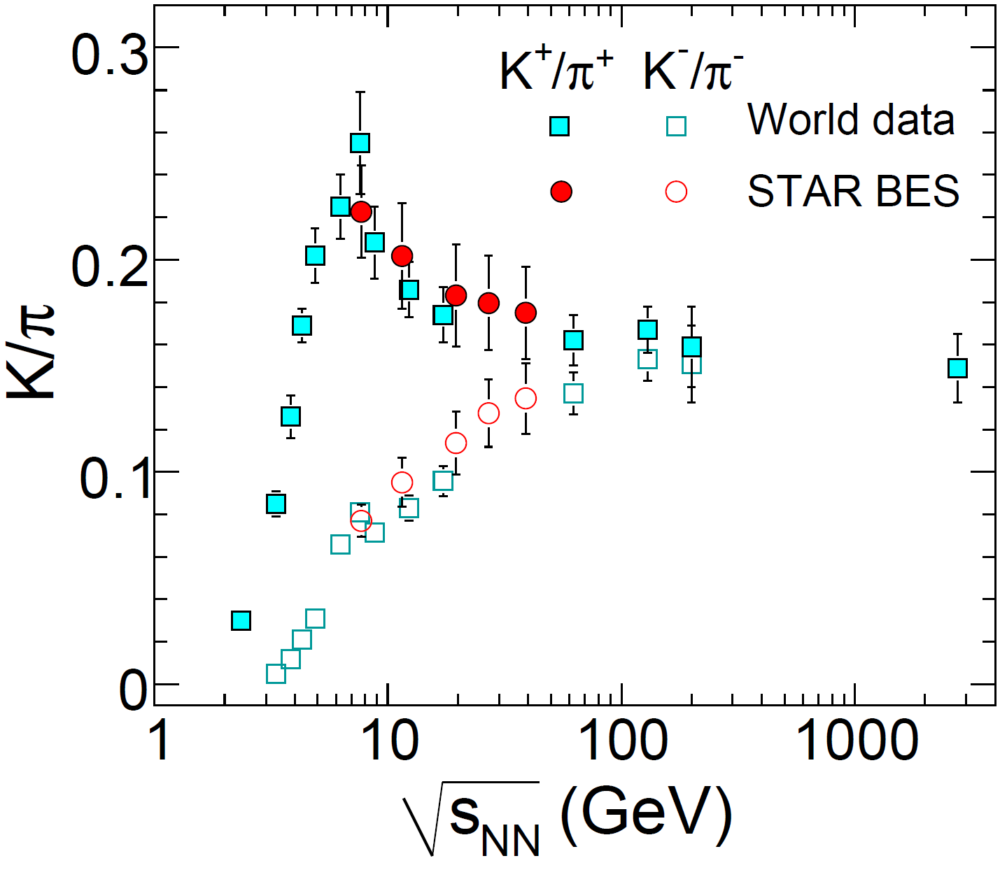 0.3
0.2
0.1
0
K/π
K+/π+ K-/π-
World data
STAR BES
1 10 100 1000
√sNN (GeV)